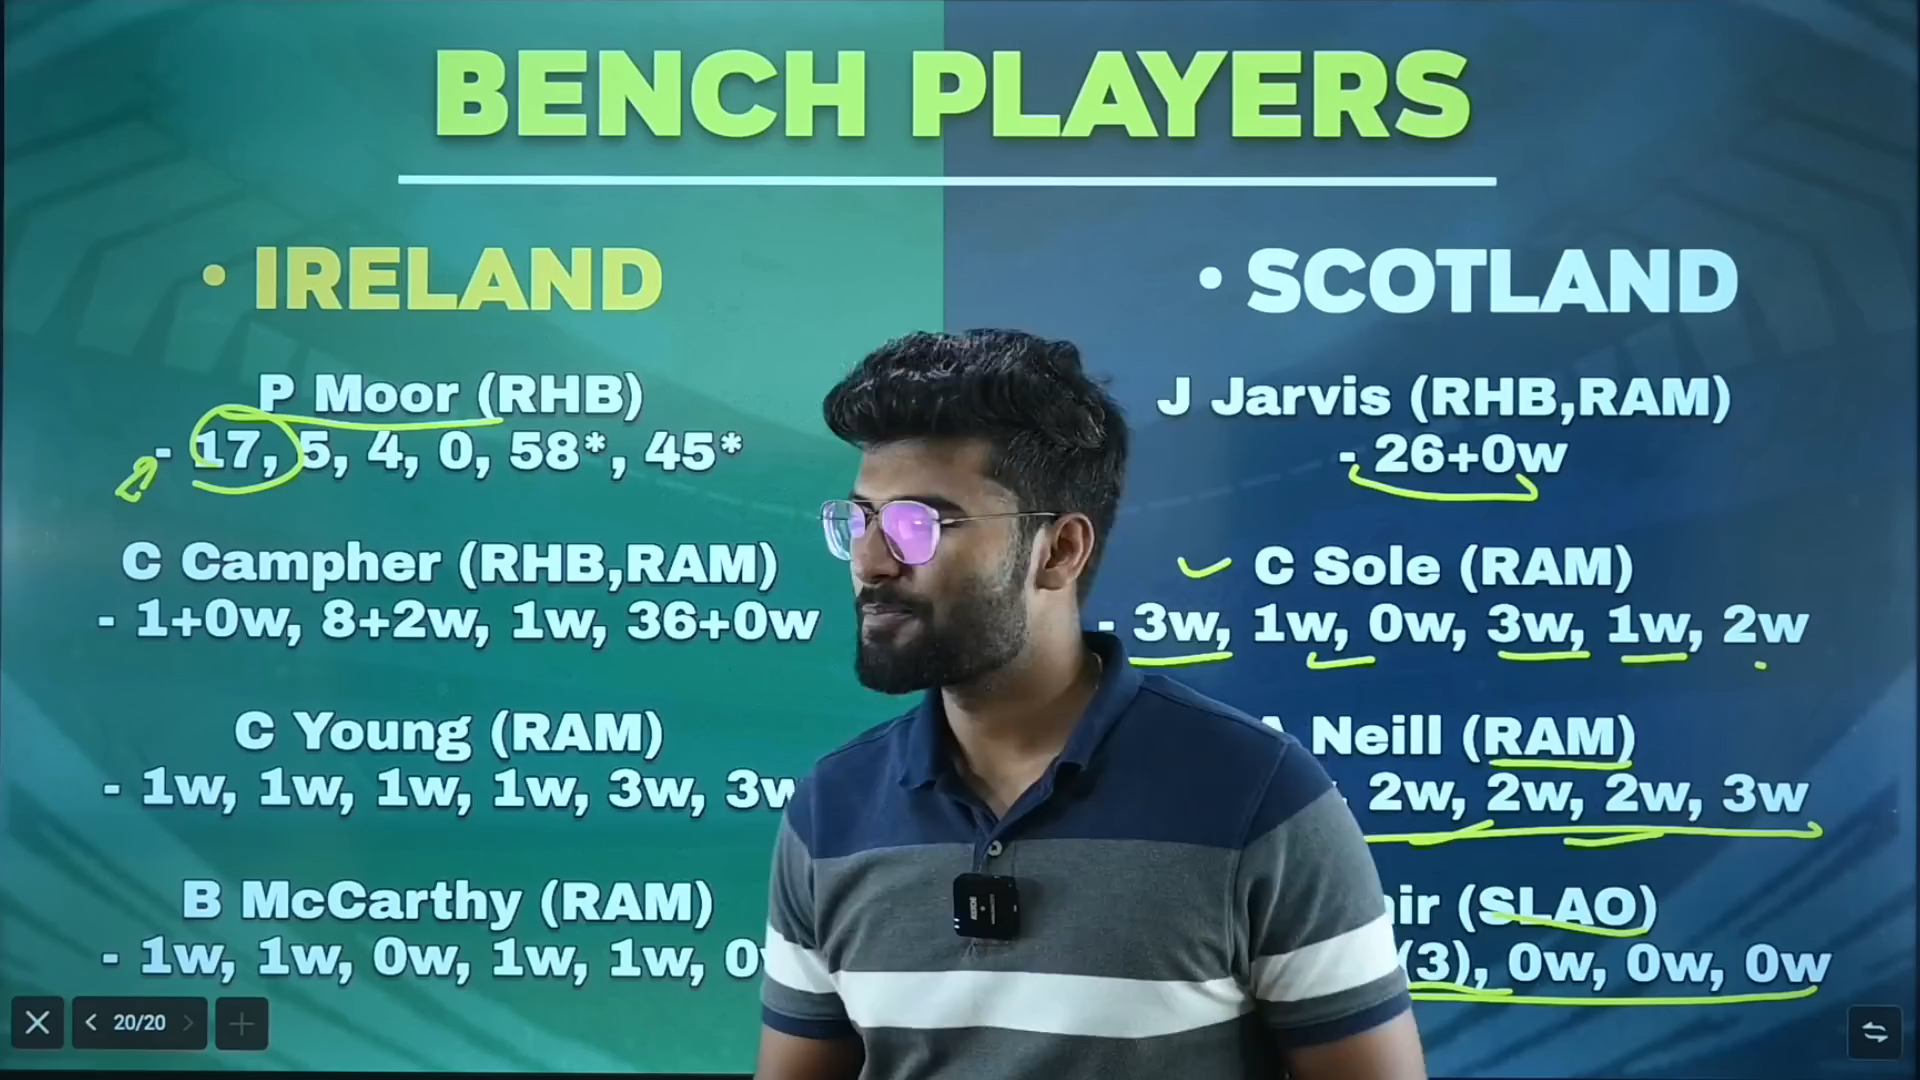 BENCH PLAYERS
• IRELAND
P Moor (RHB)
- 17, 5, 4, 0, 58*, 45*
C Campher (RHB,RAM)
- 1+0w, 8+2w, 1w, 36+0w
C Young (RAM)
- 1w, 1w, 1w, 1w, 3w, 3w
B McCarthy (RAM)
- 1w, 1w, 0w, 1w, 1w,
• SCOTLAND
J Jarvis (RHB,RAM)
- 26+0w
C Sole (RAM)
- 3w, 1w, 0w, 3w, 1w, 2w
Neill (RAM)
2w, 2w, 2w, 3w
(SLAO)
(3), 0w, 0w, 0w
20/20